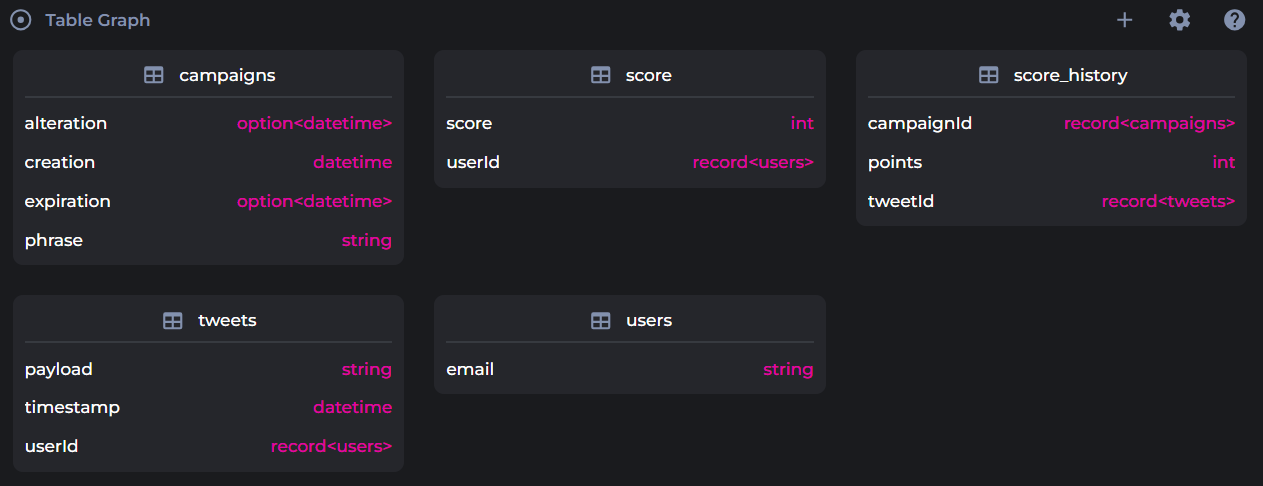 Table Graph
campaigns
alteration option<datetime>
creation datetime
expiration option<datetime>
phrase string
score
score int
userId record<users>
score_history
campaignId record<campaigns>
points int
tweetId record<tweets>
tweets
payload string
timestamp datetime
userId record<users>
users
email string